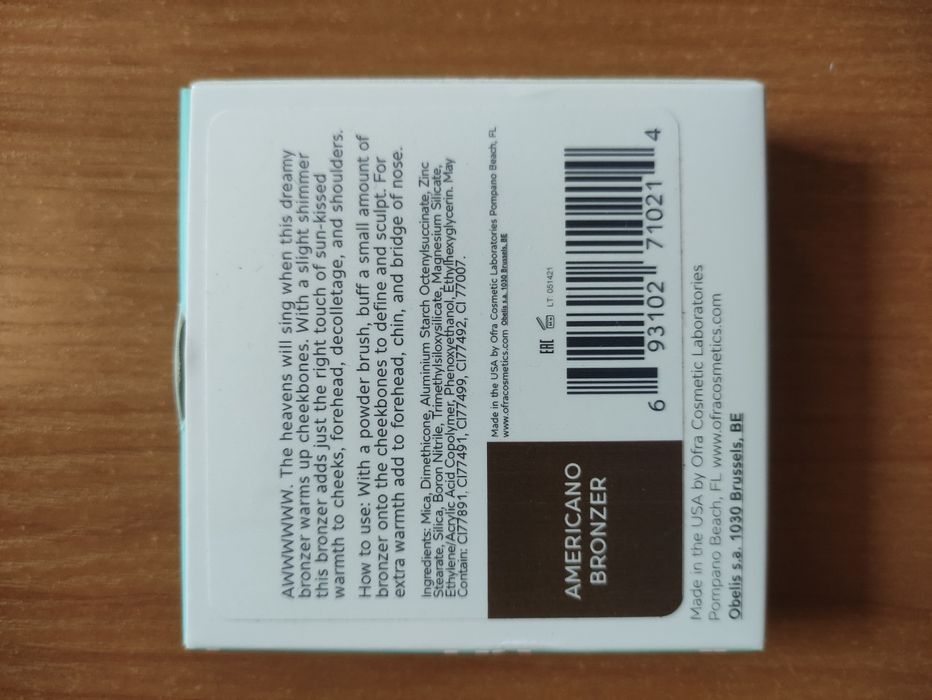 AWWWWW. The heavens will sing when this dreamy
bronzer warms up cheekbones. With a slight shimmer
this bronzer adds just the right touch of sun-kissed
warmth to cheeks, forehead, decolletage, and shoulders.
How to use: With a powder brush, buff a small amount of
bronzer onto the cheekbones to define and sculpt. For
extra warmth add to forehead, chin, and bridge of nose.
Ingredients: Mica, Dimethicone, Aluminium Starch Octenylsuccinate, Zinc
Stearate, Silica, Boron Nitrile, Trimethylsiloxysilicate, Magnesium Silicate,
Ethylene/Acrylic Acid Copolymer, Phenoxyethanol, Ethylhexyglycerin. May
Contain: CI77891, CI77491, CI77499, CI77492, CI 77007.
Made in the USA by Ofra Cosmetic Laboratories Pompano Beach, FL
www.ofracosmetics.com Obelis s.a. 1030 Brussels, BE
EAC LT: 051421
6 93102 71021 4
AMERICANO
BRONZER
Made in the USA by Ofra Cosmetic Laboratories
Pompano Beach, FL www.ofracosmetics.com
Obelis s.a. 1030 Brussels, BE